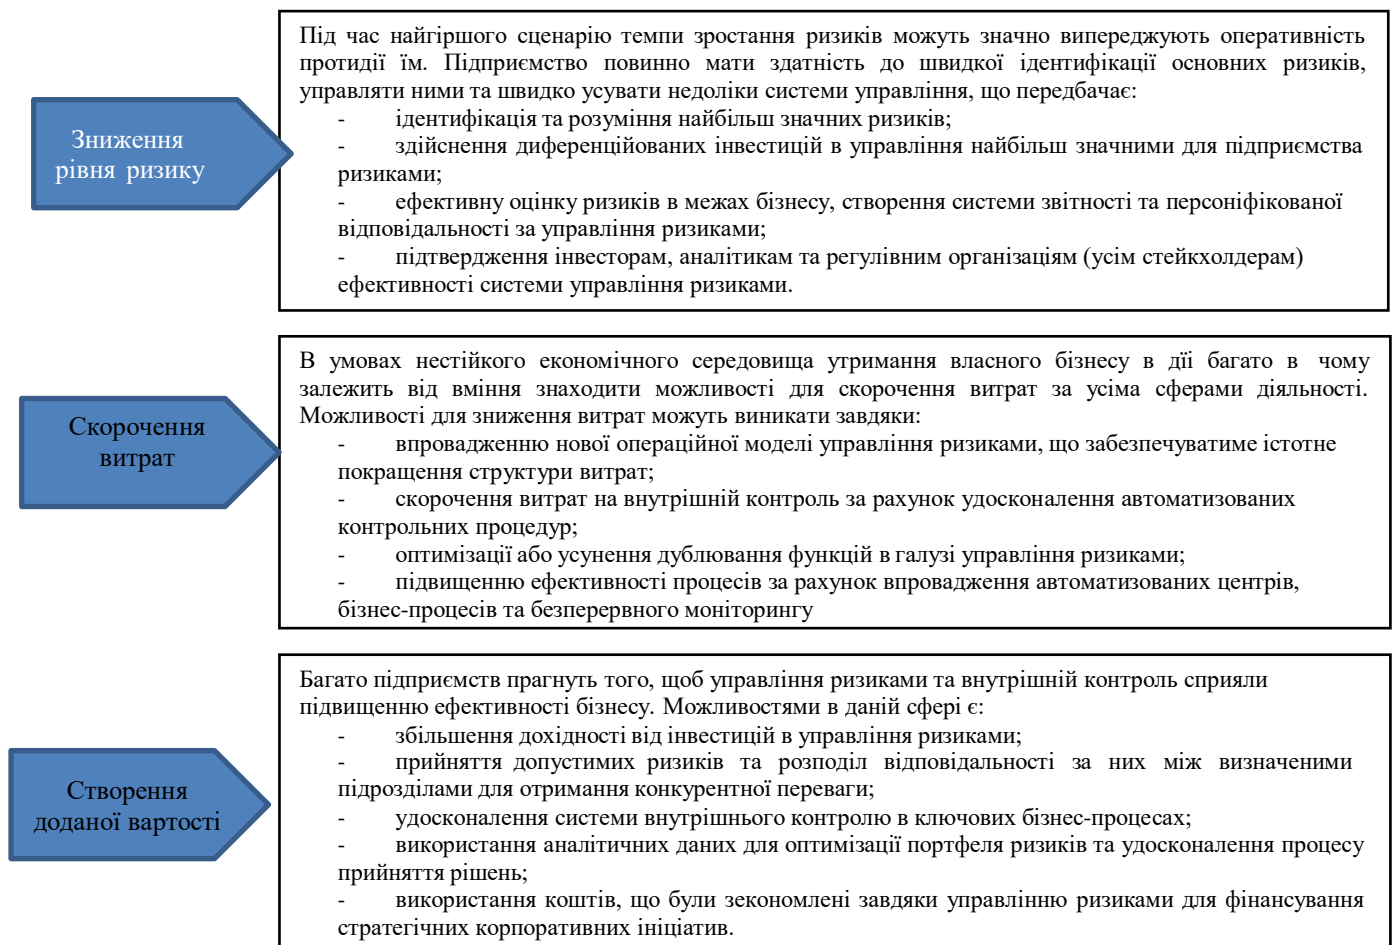 Під час найгіршого сценарію темпи зростання ризиків можуть значно випереджують оперативність
протидії їм. Підприємство повинно мати здатність до швидкої ідентифікації основних ризиків,
управляти ними та швидко усувати недоліки системи управління, що передбачає:
- ідентифікація та розуміння найбільш значних ризиків;
- здійснення диференційованих інвестицій в управління найбільш значними для підприємства
ризиками;
- ефективну оцінку ризиків в межах бізнесу, створення системи звітності та персоніфікованої
відповідальності за управління ризиками;
- підтвердження інвесторам, аналітикам та регулівним організаціям (усім стейкхолдерам)
ефективності системи управління ризиками.
Зниження
рівня ризику
В умовах нестійкого економічного середовища утримання власного бізнесу в дії багато в чому
залежить від вміння знаходити можливості для скорочення витрат за усіма сферами діяльності.
Можливості для зниження витрат можуть виникати завдяки:
- впровадженню нової операційної моделі управління ризиками, що забезпечуватиме істотне
покращення структури витрат;
- скорочення витрат на внутрішній контроль за рахунок удосконалення автоматизованих
контрольних процедур;
- оптимізації або усунення дублювання функцій в галузі управління ризиками;
- підвищенню ефективності процесів за рахунок впровадження автоматизованих центрів,
бізнес-процесів та безперервного моніторингу
Скорочення
витрат
Багато підприємств прагнуть того, щоб управління ризиками та внутрішній контроль сприяли
підвищенню ефективності бізнесу. Можливостями в даній сфері є:
- збільшення дохідності від інвестицій в управління ризиками;
- прийняття допустимих ризиків та розподіл відповідальності за них між визначеними
підрозділами для отримання конкурентної переваги;
- удосконалення системи внутрішнього контролю в ключових бізнес-процесах;
- використання аналітичних даних для оптимізації портфеля ризиків та удосконалення процесу
прийняття рішень;
- використання коштів, що були зекономлені завдяки управлінню ризиками для фінансування
стратегічних корпоративних ініціатив.
Створення
доданої вартості